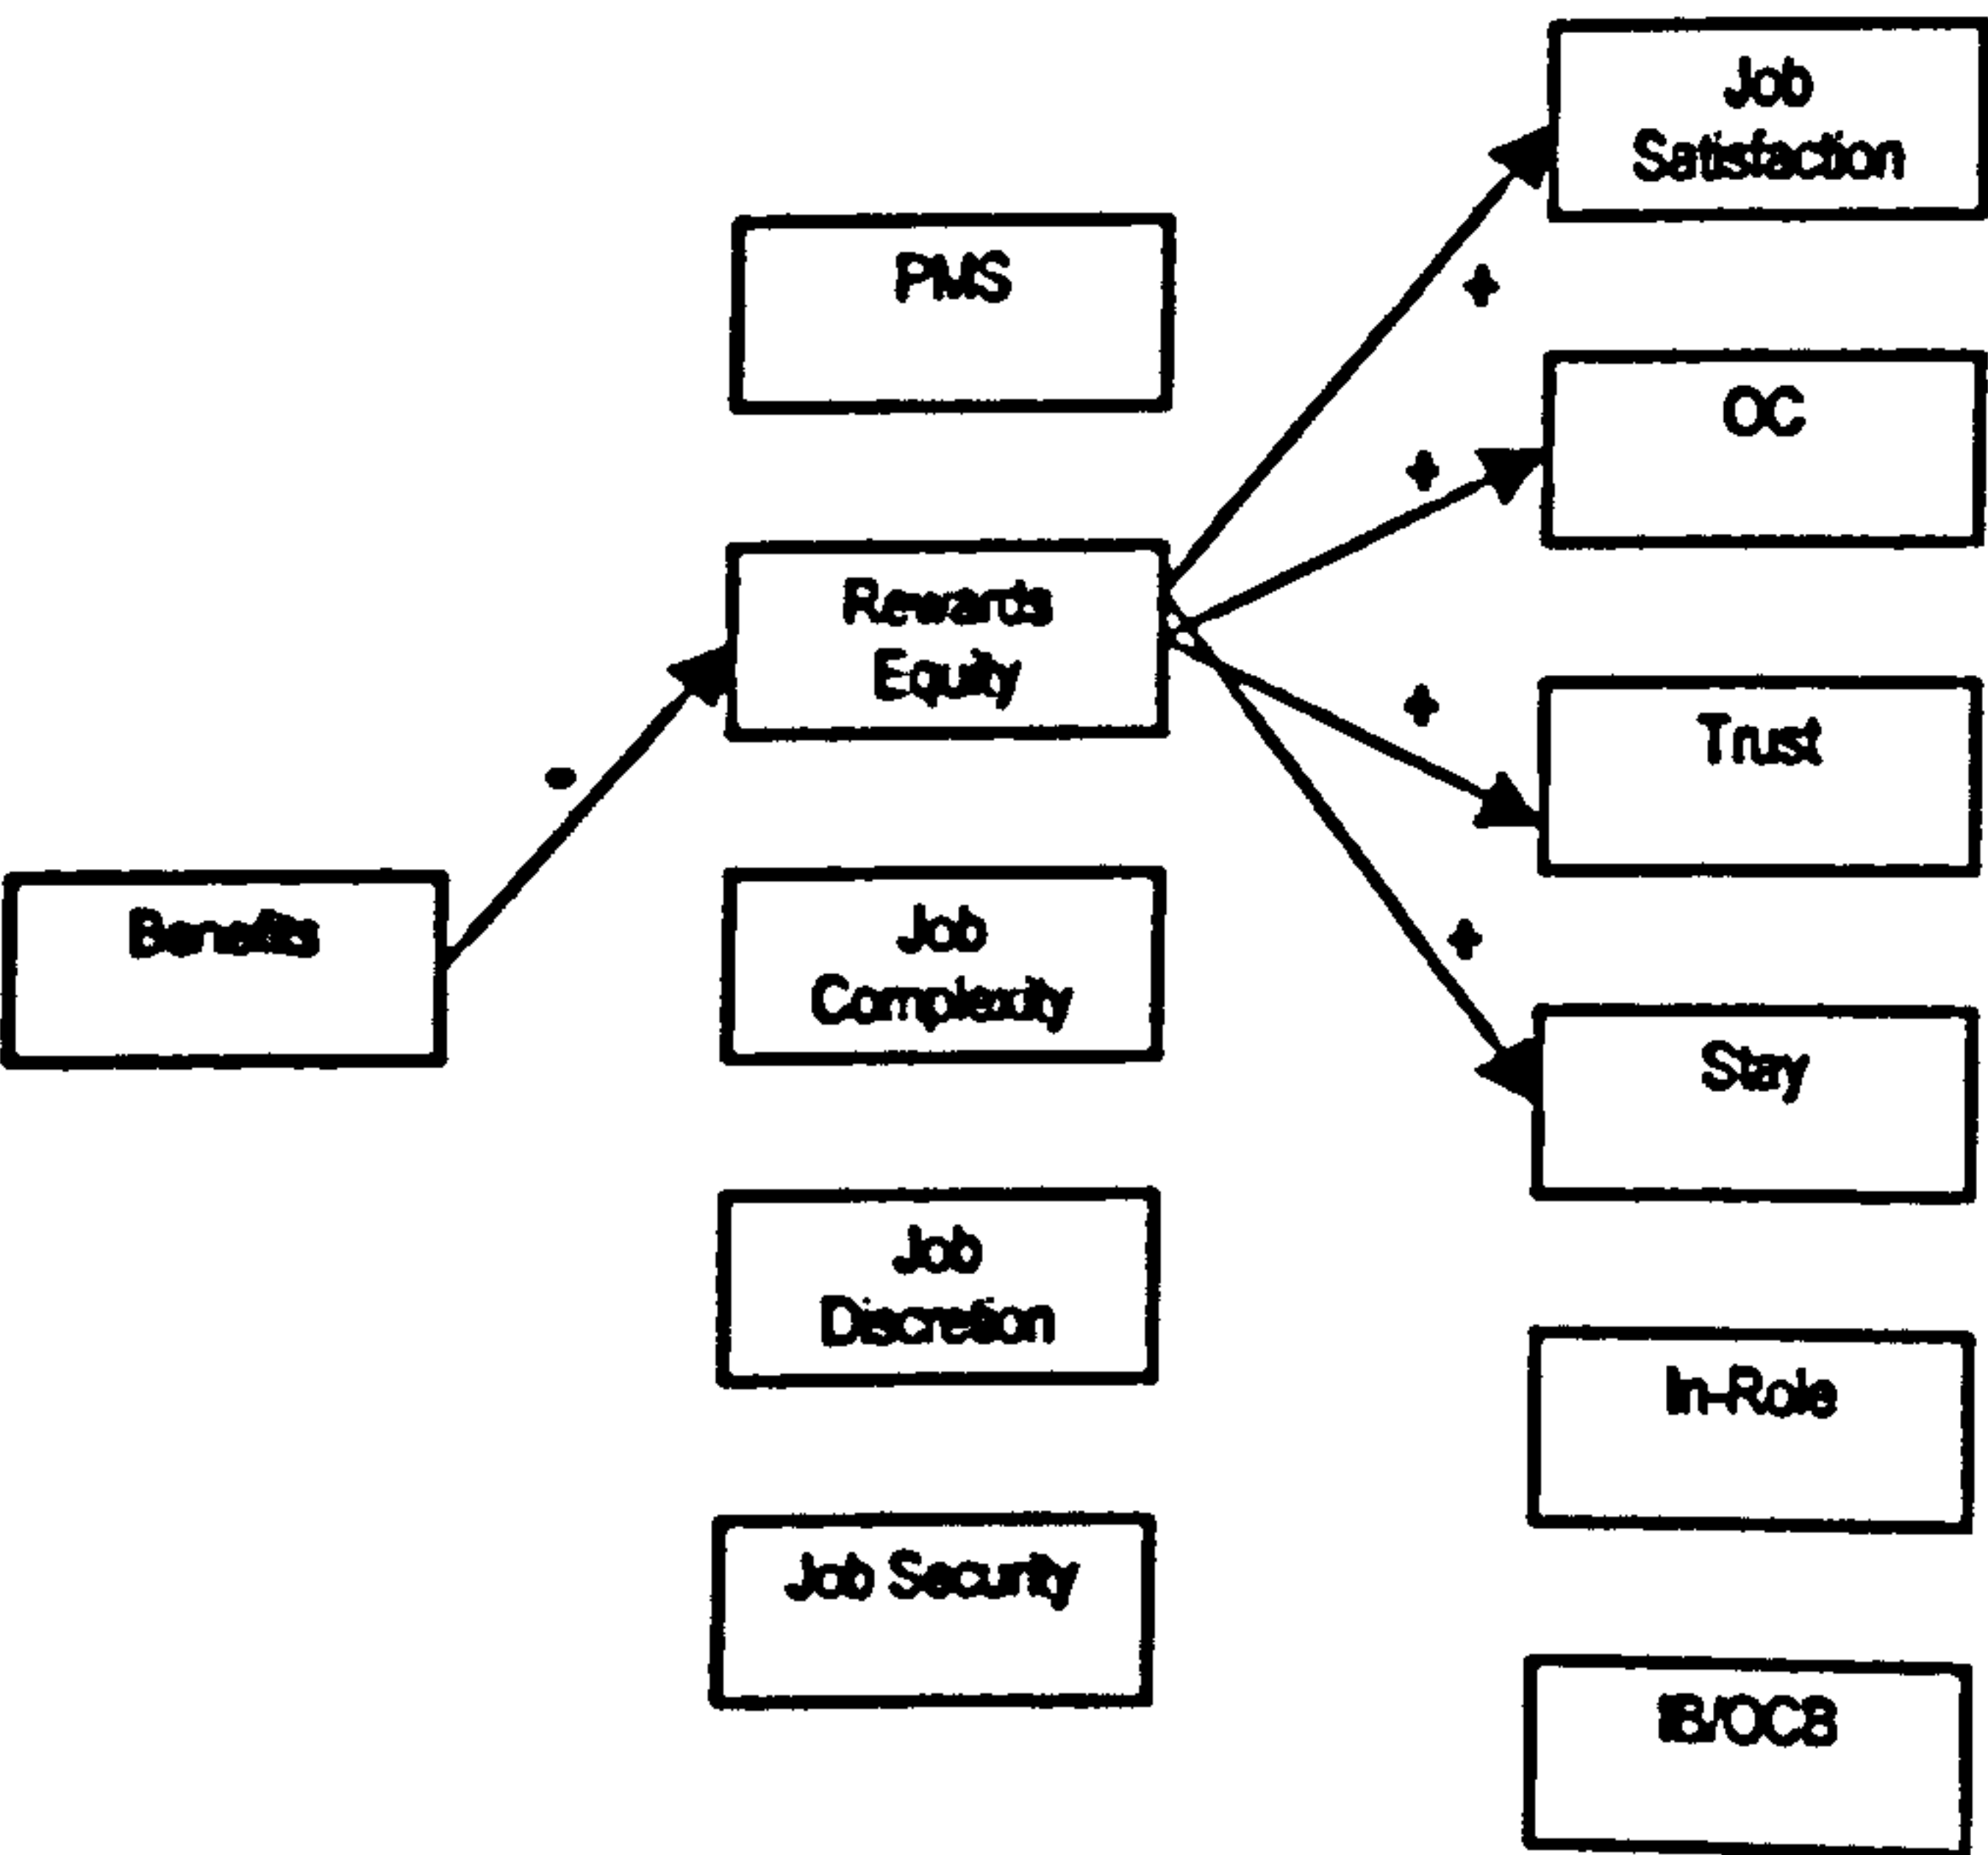 Job
Satisfaction
PMS
+
OC
+
Rewards
Equity
+
Trust
-
Benefits
Job
Complexity
+
Stay
Job
Discretion
In-Role
Job Security
IB/OCB